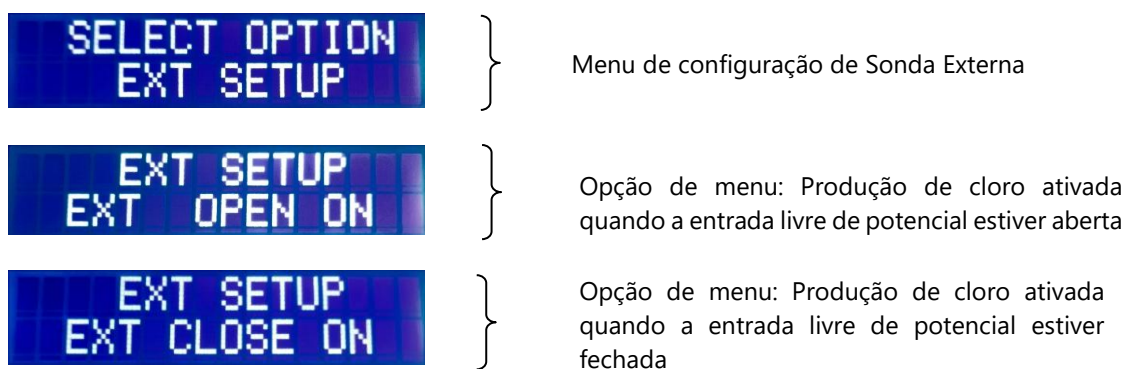 SELECT OPTION
EXT SETUP
Menu de configuração de Sonda Externa
EXT SETUP
EXT OPEN ON
Opção de menu: Produção de cloro ativada
quando a entrada livre de potencial estiver aberta
EXT SETUP
EXT CLOSE ON
Opção de menu: Produção de cloro ativada
quando a entrada livre de potencial estiver
fechada